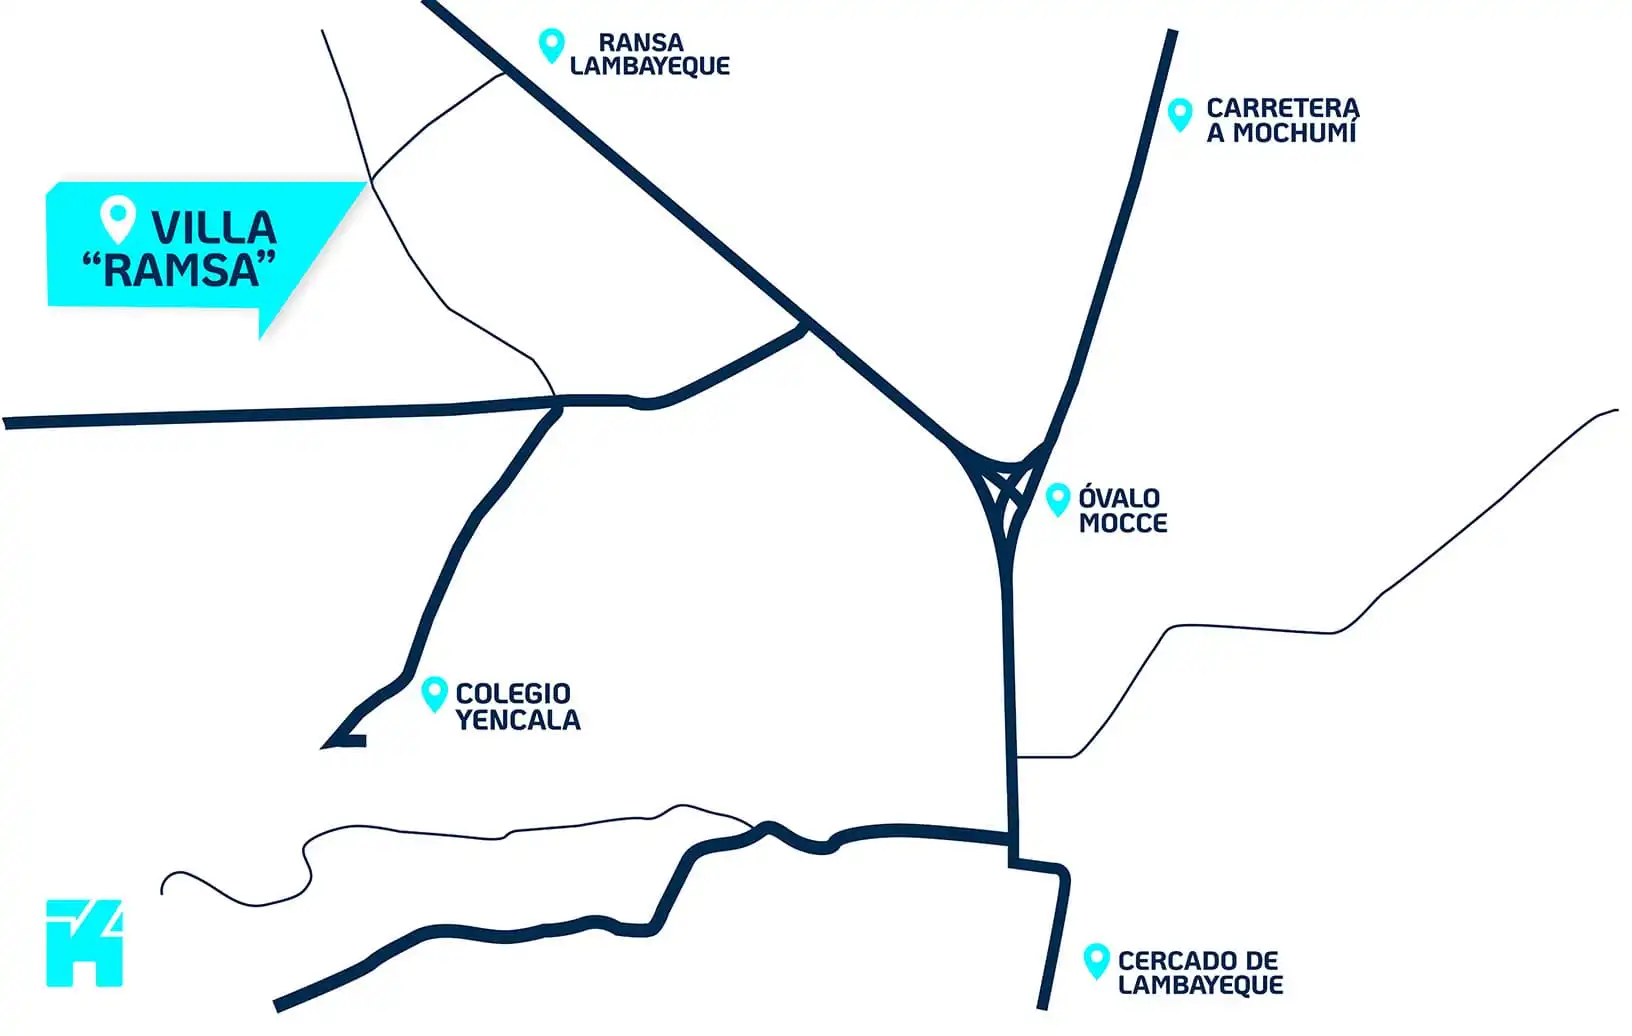 RANSA
LAMBAYEQUE
CARRETERA
A MOCHUMÍ
VILLA
“RAMSA”
ÓVALO
MOCCE
COLEGIO
YENCALA
CERCADO DE
LAMBAYEQUE